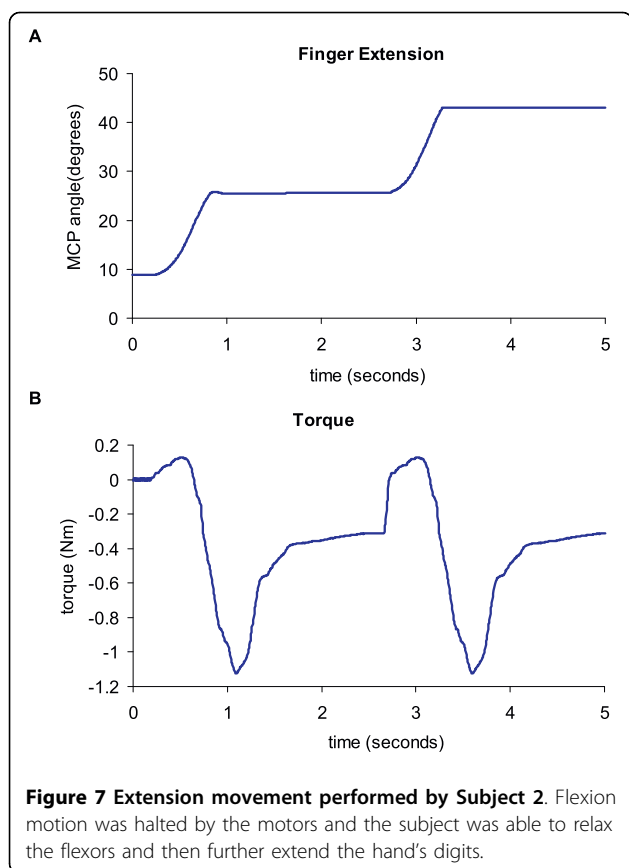 A
Finger Extension
50
40
30
20
10
0
MCP angle(degrees)
0 1 2 3 4 5
time (seconds)
B
Torque
0.2
0
-0.2
-0.4
-0.6
-0.8
-1
-1.2
torque (Nm)
0 1 2 3 4 5
time (seconds)
Figure 7 Extension movement performed by Subject 2. Flexion
motion was halted by the motors and the subject was able to relax
the flexors and then further extend the hand's digits.